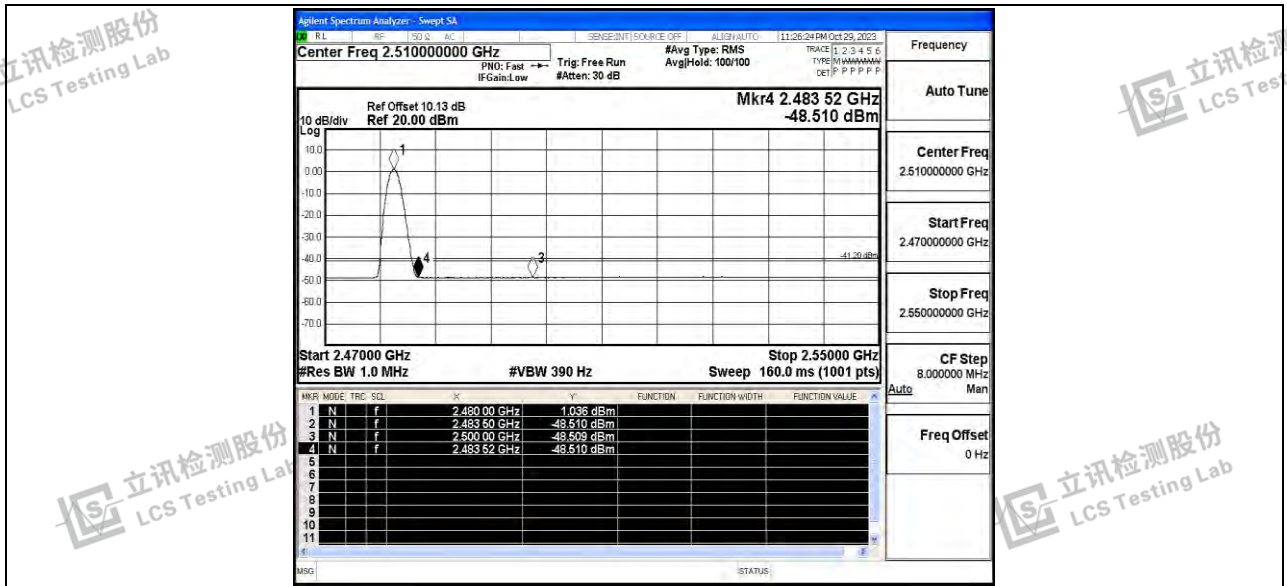 Agilent Spectrum Analyzer - Swept SA
RL RF 50 Ω AC SENSE:INT SOURCE OFF ALIGN AUTO 11:26:24 PM Oct 29, 2023
Center Freq 2.510000000 GHz
PNO: Fast
IFGain:Low
Trig: Free Run
#Atten: 30 dB
#Avg Type: RMS
Avg|Hold: 100/100
TRACE 1 2 3 4 5 6
TYPE M W W W W W
DET P P P P P P
Ref Offset 10.13 dB
10 dB/div Ref 20.00 dBm
Log
Mkr4 2.483 52 GHz
-48.510 dBm
10.0
0.00
-10.0
-20.0
-30.0
-40.0
-50.0
-60.0
-70.0
1
4
3
-41.20 dBm
Start 2.47000 GHz Stop 2.55000 GHz
#Res BW 1.0 MHz #VBW 390 Hz Sweep 160.0 ms (1001 pts)
MKR MODE TRC SCL X Y FUNCTION FUNCTION WIDTH FUNCTION VALUE
1 N f 2.480 00 GHz 1.036 dBm
2 N f 2.483 50 GHz -48.510 dBm
3 N f 2.500 00 GHz -48.509 dBm
4 N f 2.483 52 GHz -48.510 dBm
5
6
7
8
9
10
11
MSG STATUS
Frequency
Auto Tune
Center Freq
2.510000000 GHz
Start Freq
2.470000000 GHz
Stop Freq
2.550000000 GHz
CF Step
8.000000 MHz
Auto Man
Freq Offset
0 Hz
立讯检测股份
LCS Testing Lab
立讯检测
LCS Test
立讯检测股份
LCS Testing Lab
立讯检测股份
LCS Testing Lab